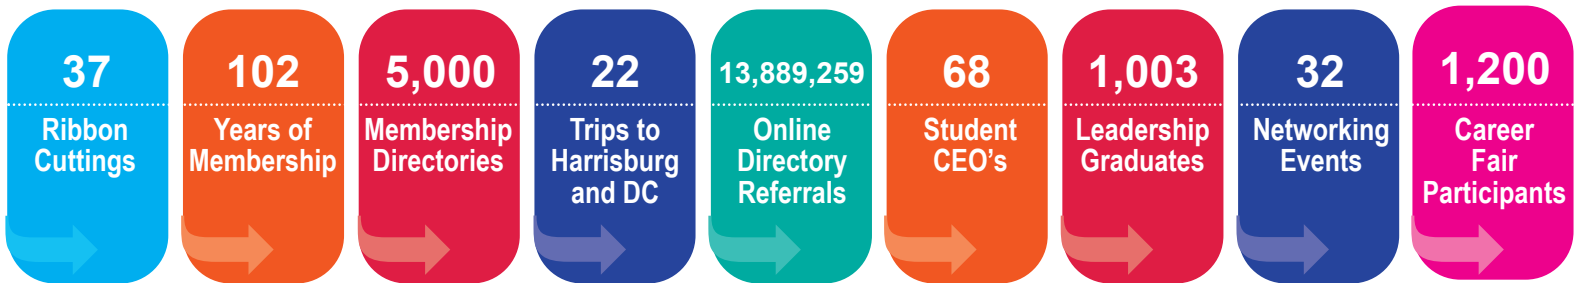 37
Ribbon
Cuttings
102
Years of
Membership
5,000
Membership
Directories
22
Trips to
Harrisburg
and DC
13,889,259
Online
Directory
Referrals
68
Student
CEO's
1,003
Leadership
Graduates
32
Networking
Events
1,200
Career
Fair
Participants